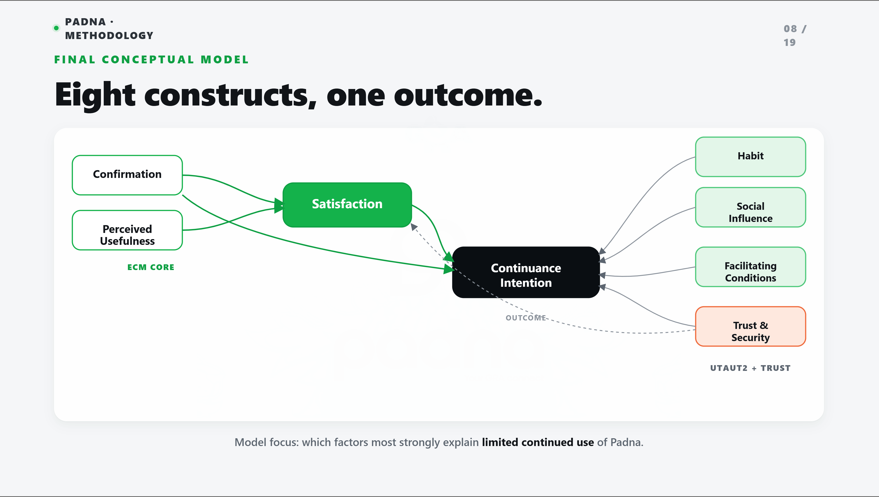 PADNA ·
METHODOLOGY
08 /
19
FINAL CONCEPTUAL MODEL
Eight constructs, one outcome.
Confirmation
Perceived
Usefulness
ECM CORE
Satisfaction
Continuance
Intention
OUTCOME
Habit
Social
Influence
Facilitating
Conditions
Trust &
Security
UTAUT2 + TRUST
Model focus: which factors most strongly explain limited continued use of Padna.